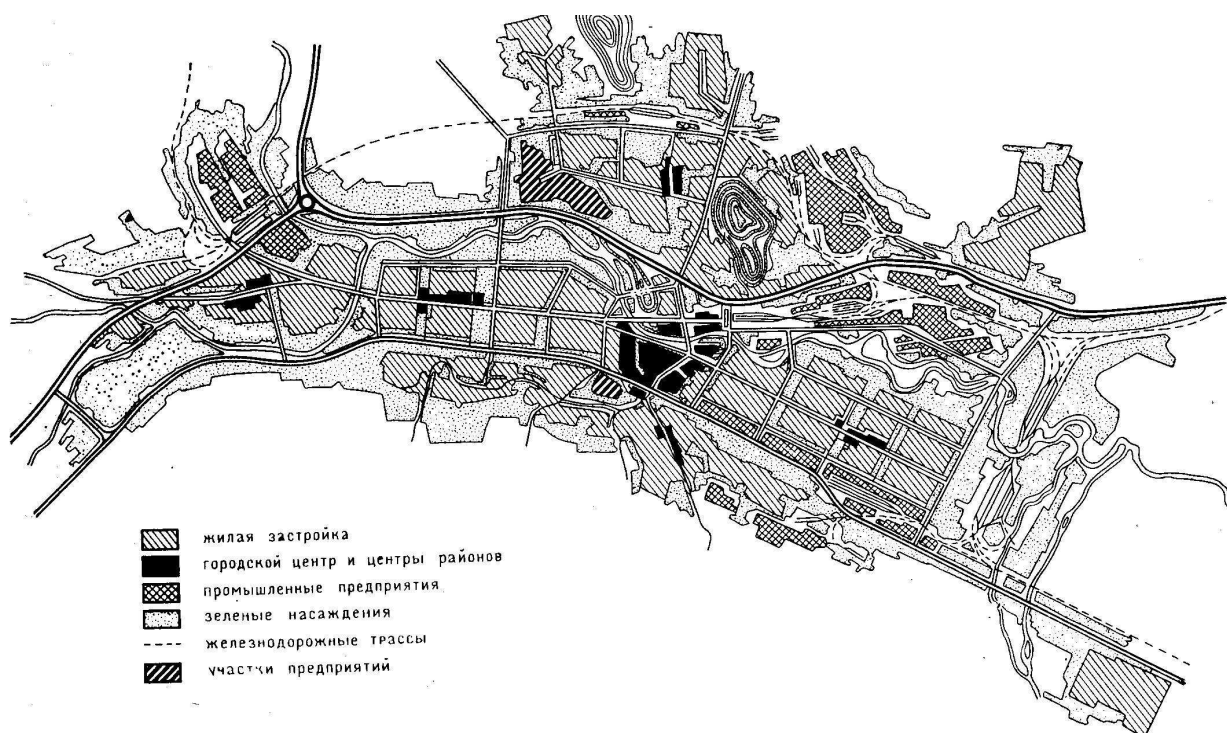 жилая застройка
городской центр и центры районов
промышленные предприятия
зеленые насаждения
железнодорожные трассы
участки предприятий